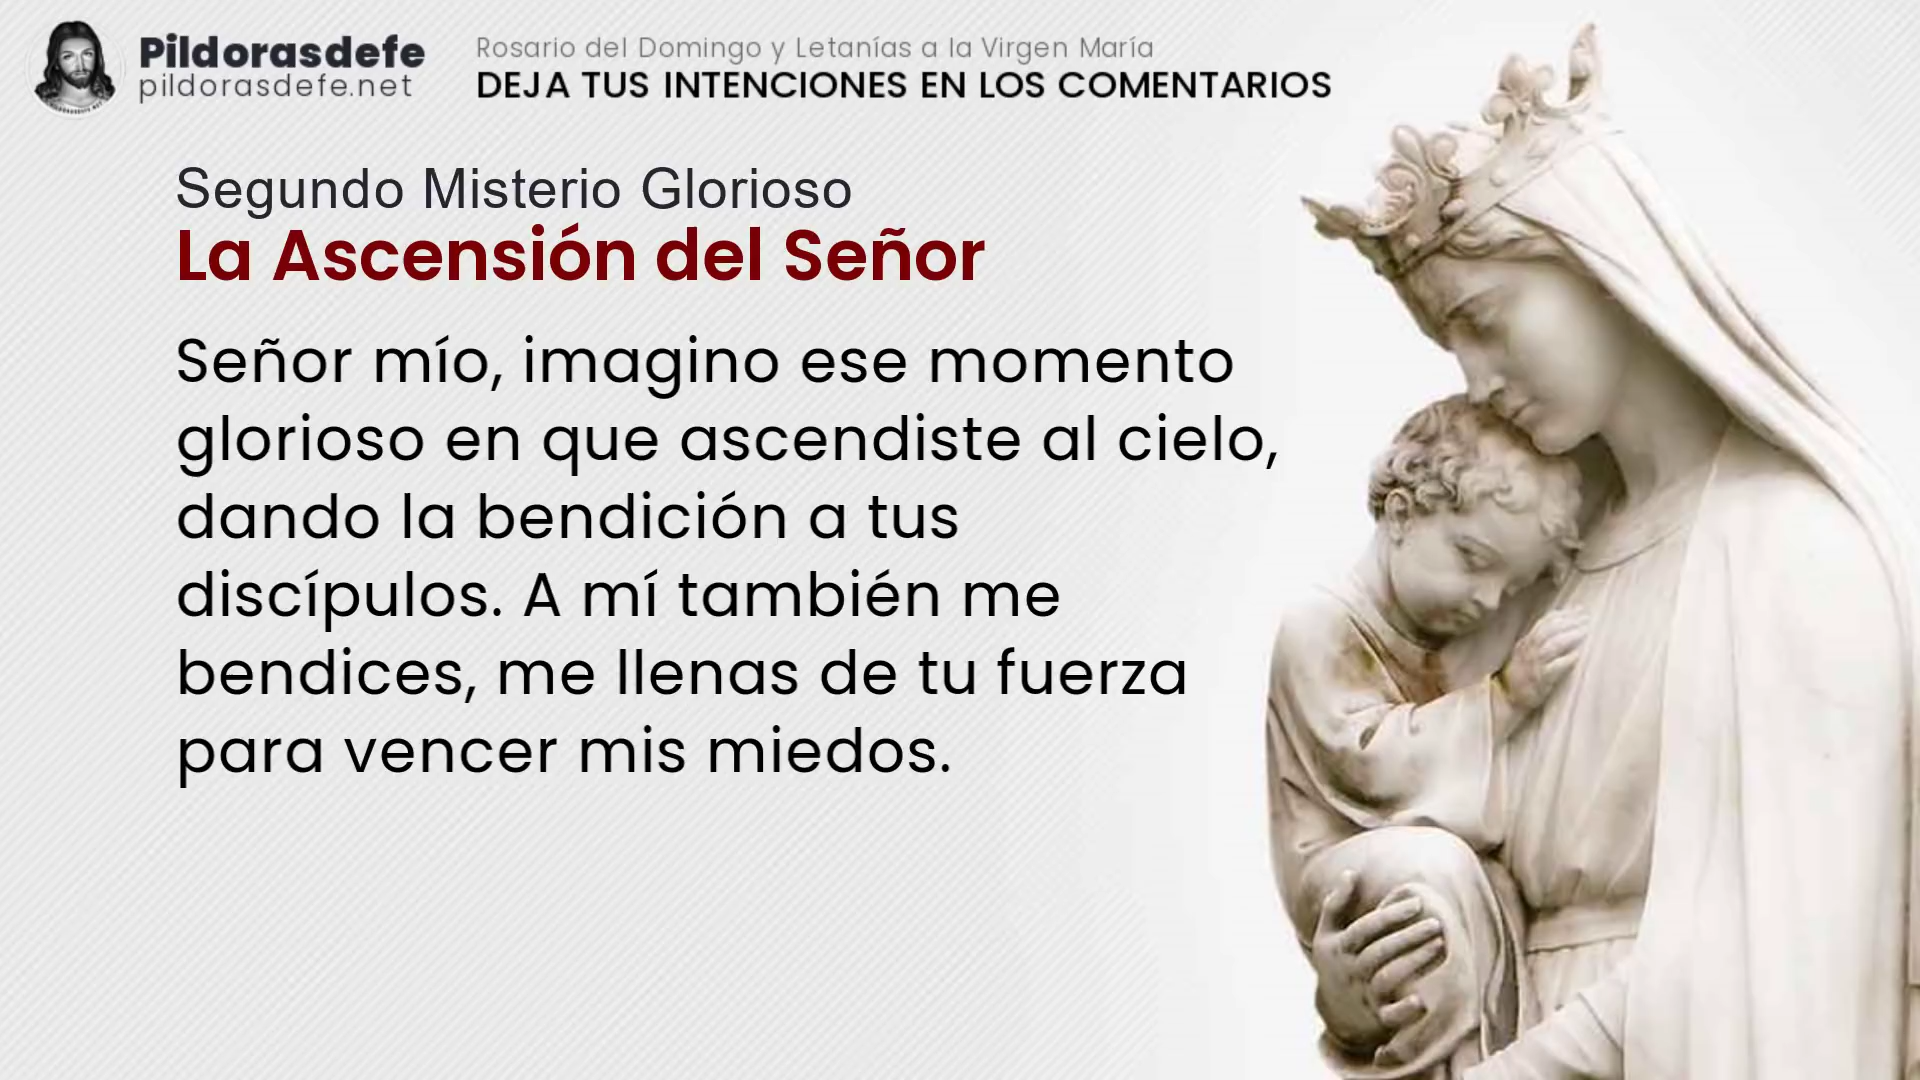 Pildorasdefe
pildorasdefe.net
Rosario del Domingo y Letanías a la Virgen María
DEJA TUS INTENCIONES EN LOS COMENTARIOS
Segundo Misterio Glorioso
La Ascensión del Señor
Señor mío, imagino ese momento
glorioso en que ascendiste al cielo,
dando la bendición a tus
discípulos. A mí también me
bendices, me llenas de tu fuerza
para vencer mis miedos.